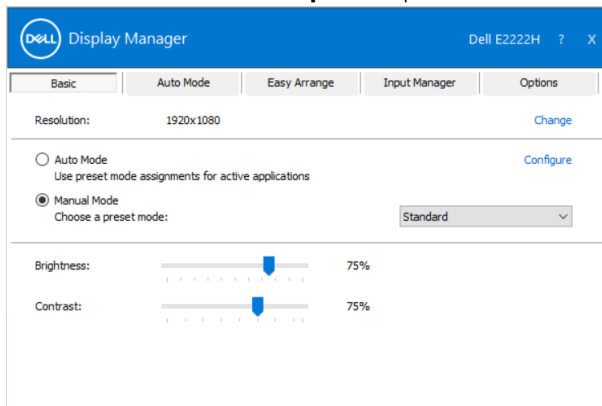 DELL Display Manager Dell E2222H ? X
Basic Auto Mode Easy Arrange Input Manager Options
Resolution: 1920x1080 Change
Auto Mode Configure
Use preset mode assignments for active applications
Manual Mode
Choose a preset mode: Standard
Brightness: 75%
Contrast: 75%